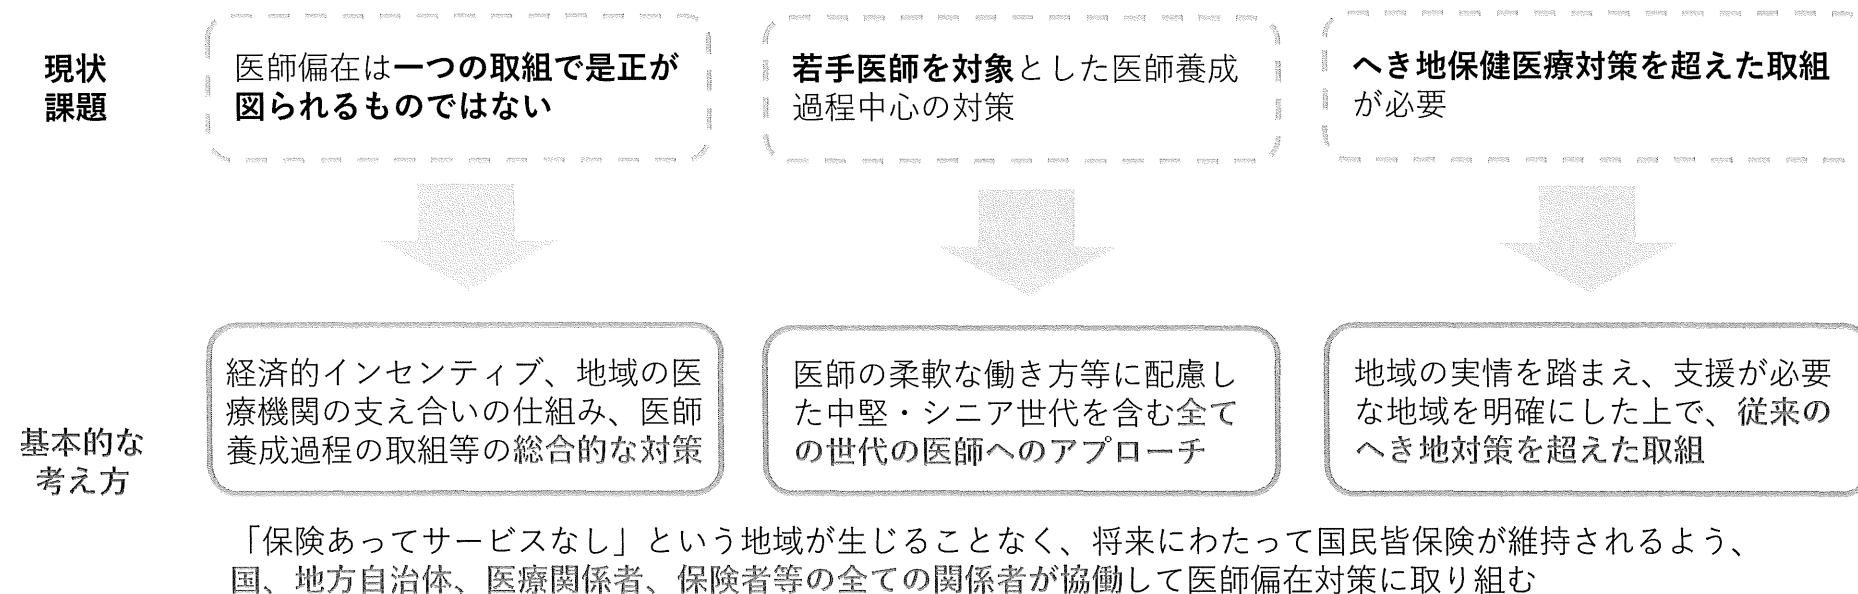 現状
課題
医師偏在は一つの取組で是正が
図られるものではない
若手医師を対象とした医師養成
過程中心の対策
へき地保健医療対策を超えた取組
が必要
基本的な
考え方
経済的インセンティブ、地域の医
療機関の支え合いの仕組み、医師
養成過程の取組等の総合的な対策
医師の柔軟な働き方等に配慮し
た中堅・シニア世代を含む全て
の世代の医師へのアプローチ
地域の実情を踏まえ、支援が必要
な地域を明確にした上で、従来の
へき地対策を超えた取組
「保険あってサービスなし」という地域が生じることなく、将来にわたって国民皆保険が維持されるよう、
国、地方自治体、医療関係者、保険者等の全ての関係者が協働して医師偏在対策に取り組む